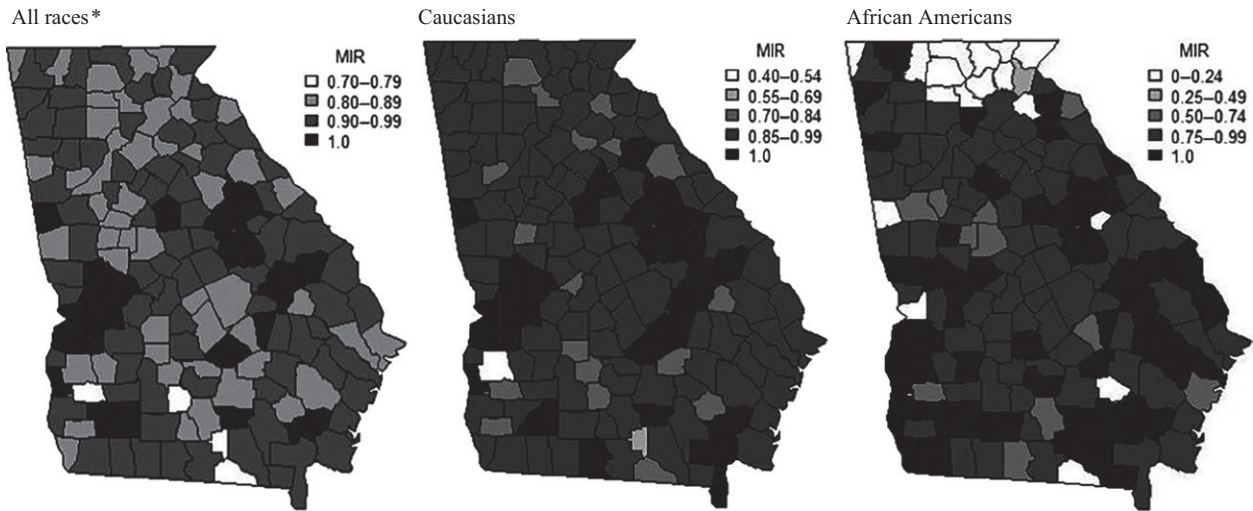 All races*
Caucasians
African Americans
MIR
0.70–0.79
0.80–0.89
0.90–0.99
1.0
MIR
0.40–0.54
0.55–0.69
0.70–0.84
0.85–0.99
1.0
MIR
0–0.24
0.25–0.49
0.50–0.74
0.75–0.99
1.0